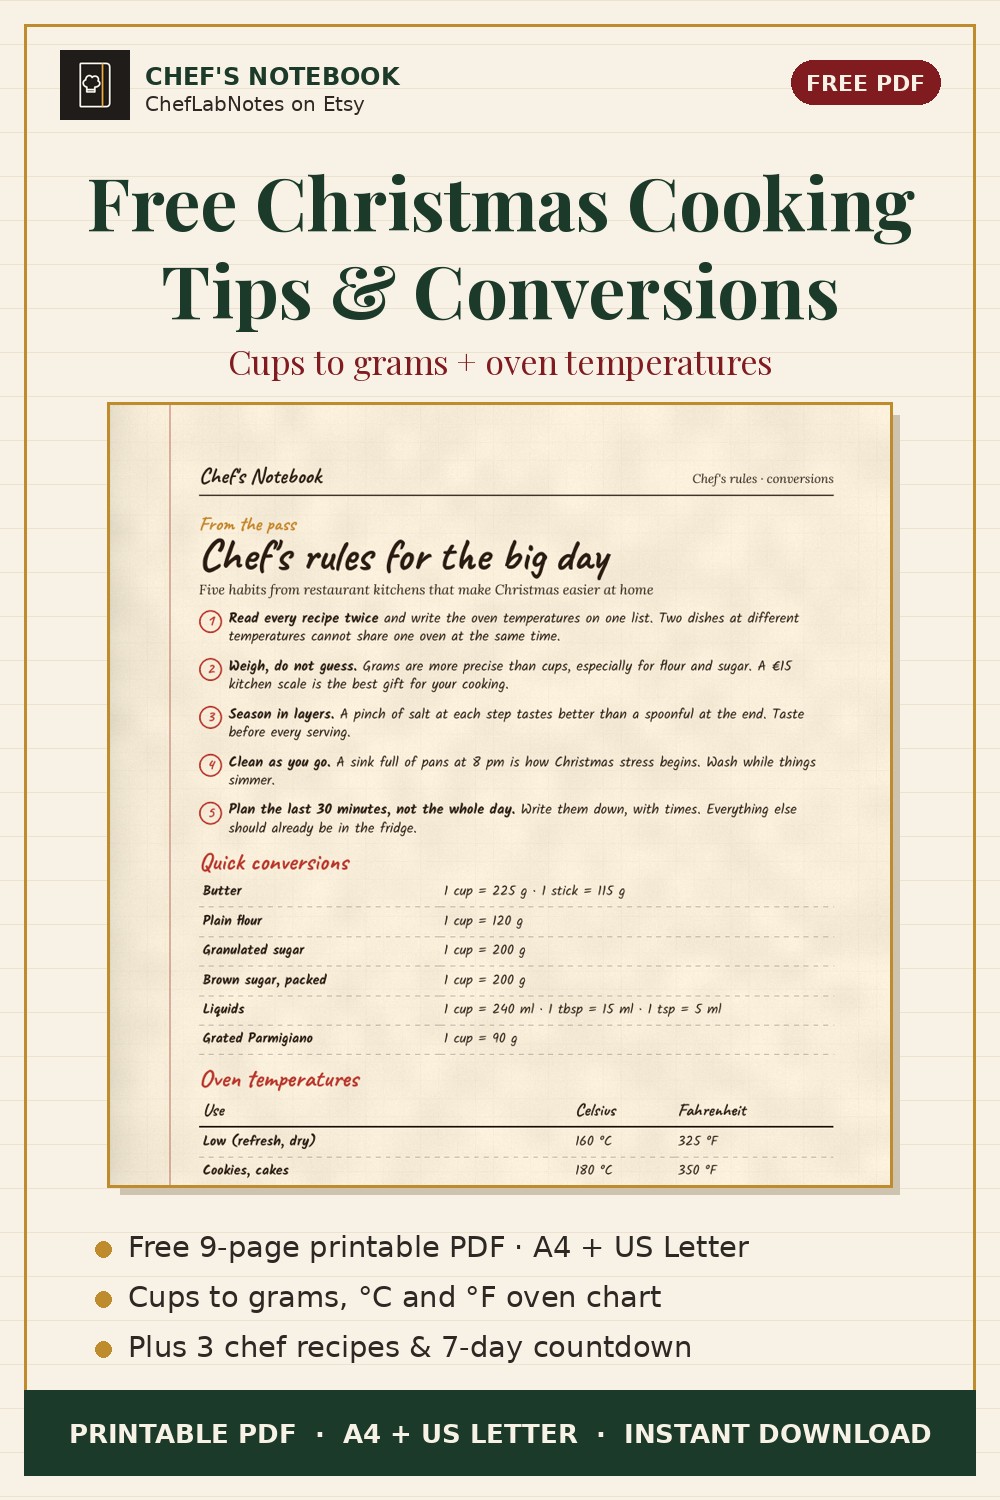 CHEF'S NOTEBOOK
ChefLabNotes on Etsy
FREE PDF
Free Christmas Cooking
Tips & Conversions
Cups to grams + oven temperatures
Chef's Notebook
Chef's rules · conversions
From the pass
Chef's rules for the big day
Five habits from restaurant kitchens that make Christmas easier at home
1 Read every recipe twice and write the oven temperatures on one list. Two dishes at different
temperatures cannot share one oven at the same time.
2 Weigh, do not guess. Grams are more precise than cups, especially for flour and sugar. A €15
kitchen scale is the best gift for your cooking.
3 Season in layers. A pinch of salt at each step tastes better than a spoonful at the end. Taste
before every serving.
4 Clean as you go. A sink full of pans at 8 pm is how Christmas stress begins. Wash while things
simmer.
5 Plan the last 30 minutes, not the whole day. Write them down, with times. Everything else
should already be in the fridge.
Quick conversions
Butter 1 cup = 225 g · 1 stick = 115 g
Plain flour 1 cup = 120 g
Granulated sugar 1 cup = 200 g
Brown sugar, packed 1 cup = 200 g
Liquids 1 cup = 240 ml · 1 tbsp = 15 ml · 1 tsp = 5 ml
Grated Parmigiano 1 cup = 90 g
Oven temperatures
Use Celsius Fahrenheit
Low (refresh, dry) 160 °C 325 °F
Cookies, cakes 180 °C 350 °F
Free 9-page printable PDF · A4 + US Letter
Cups to grams, °C and °F oven chart
Plus 3 chef recipes & 7-day countdown
PRINTABLE PDF · A4 + US LETTER · INSTANT DOWNLOAD